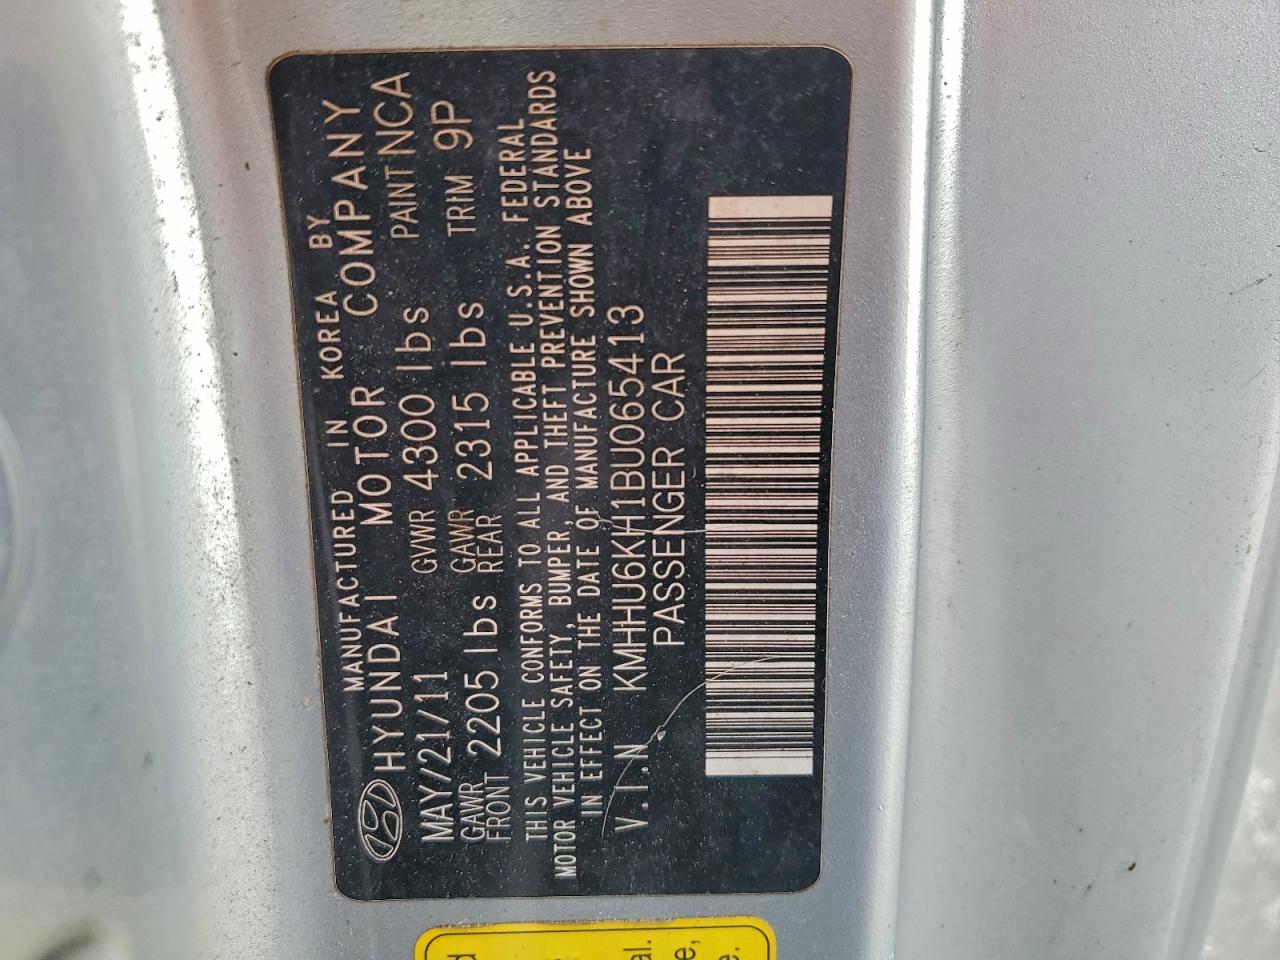 MANUFACTURED IN KOREA BY
HYUNDAI MOTOR COMPANY
MAY/21/11 GVWR 4300 lbs PAINT NCA
GAWR FRONT 2205 lbs GAWR REAR 2315 lbs TRIM 9P
THIS VEHICLE CONFORMS TO ALL APPLICABLE U.S.A. FEDERAL
MOTOR VEHICLE SAFETY, BUMPER, AND THEFT PREVENTION STANDARDS
IN EFFECT ON THE DATE OF MANUFACTURE SHOWN ABOVE
V.I.N KMHHU6KH1BU065413
PASSENGER CAR